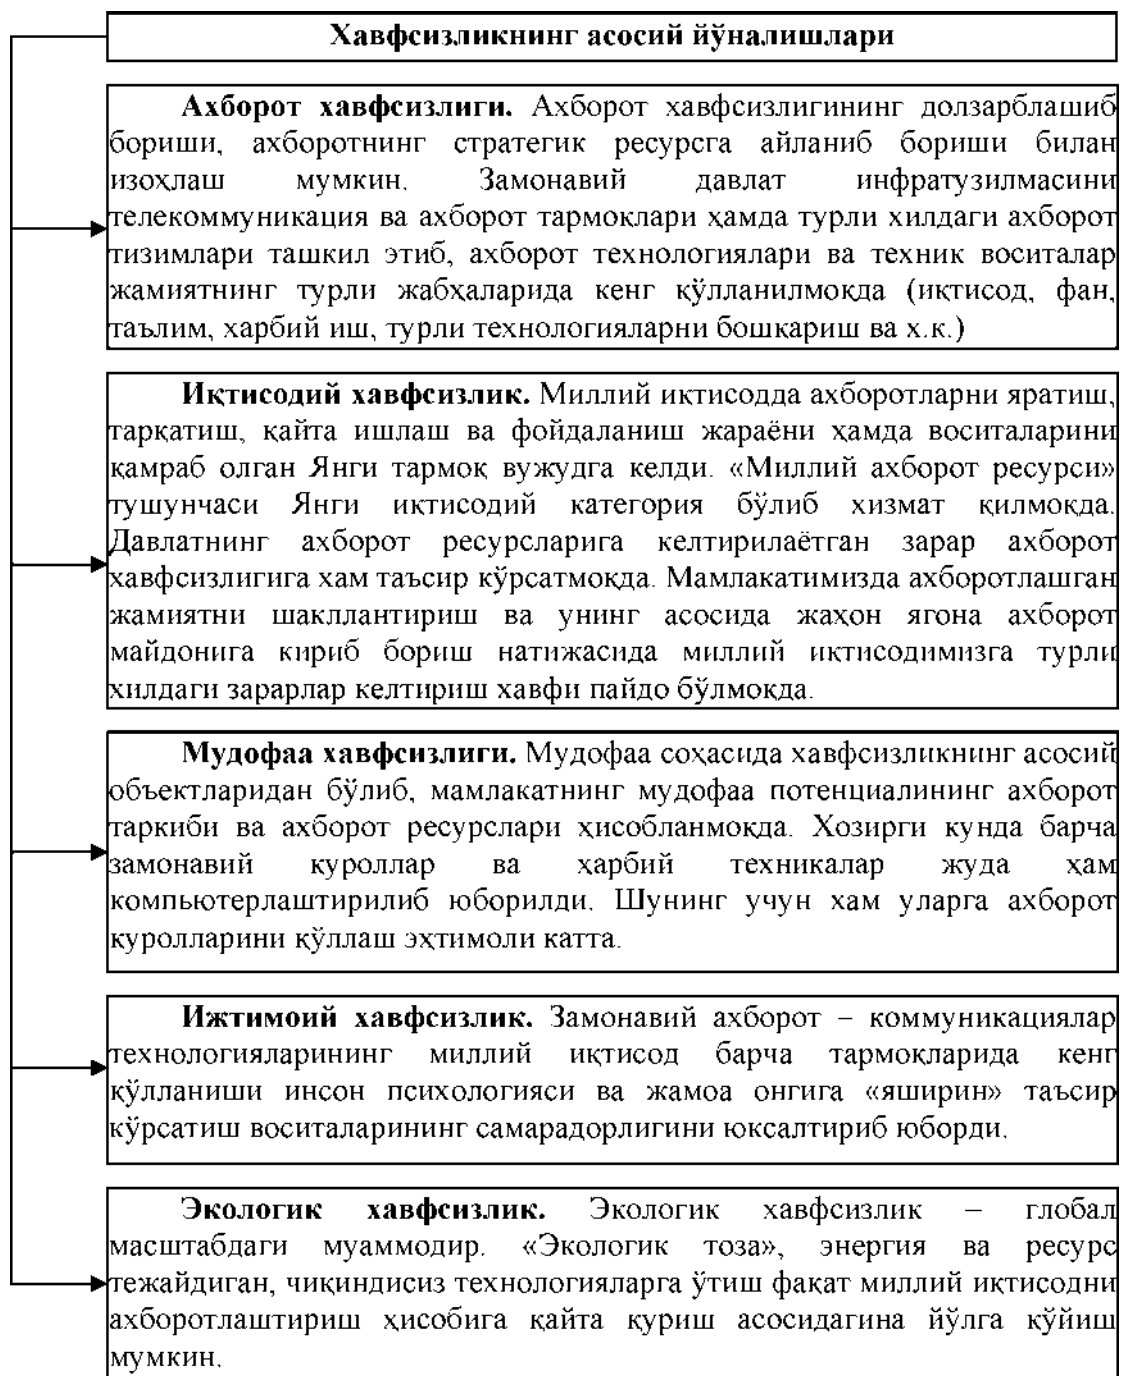 Хавфсизликнинг асосий йўналишлари
Ахборот хавфсизлиги. Ахборот хавфсизлигининг долзарблашиб
бориши, ахборотнинг стратегик ресурсга айланиб бориши билан
изоҳлаш мумкин. Замонавий давлат инфратузилмасини
телекоммуникация ва ахборот тармоқлари ҳамда турли хилдаги ахборот
тизимлари ташкил этиб, ахборот технологиялари ва техник воситалар
жамиятнинг турли жабҳаларида кенг қўлланилмоқда (иқтисод, фан,
таълим, харбий иш, турли технологияларни бошқариш ва х.к.)
Иқтисодий хавфсизлик. Миллий иқтисодда ахборотларни яратиш,
тарқатиш, қайта ишлаш ва фойдаланиш жараёни ҳамда воситаларини
қамраб олган Янги тармоқ вужудга келди. «Миллий ахборот ресурси»
тушунчаси Янги иқтисодий категория бўлиб хизмат қилмоқда.
Давлатнинг ахборот ресурсларига келтирилаётган зарар ахборот
хавфсизлигига хам таъсир кўрсатмоқда. Мамлакатимизда ахборотлашган
жамиятни шакллантириш ва унинг асосида жаҳон ягона ахборот
майдонига кириб бориш натижасида миллий иқтисодимизга турли
хилдаги зарарлар келтириш хавфи пайдо бўлмоқда.
Мудофаа хавфсизлиги. Мудофаа соҳасида хавфсизликнинг асосий
объектларидан бўлиб, мамлакатнинг мудофаа потенциалининг ахборот
таркиби ва ахборот ресурслари ҳисобланмоқда. Хозирги кунда барча
замонавий қуроллар ва ҳарбий техникалар жуда ҳам
компьютерлаштирилиб юборилди. Шунинг учун хам уларга ахборот
қуролларини қўллаш эҳтимоли катта.
Ижтимоий хавфсизлик. Замонавий ахборот – коммуникациялар
технологияларининг миллий иқтисод барча тармоқларида кенг
қўлланиши инсон психологияси ва жамоа онгига «яширин» таъсир
кўрсатиш воситаларининг самарадорлигини юксалтириб юборди.
Экологик хавфсизлик. Экологик хавфсизлик – глобал
масштабдаги муаммодир. «Экологик тоза», энергия ва ресурс
тежайдиган, чиқиндисиз технологияларга ўтиш фақат миллий иқтисодни
ахборотлаштириш ҳисобига қайта қуриш асосидагина йўлга қўйиш
мумкин.